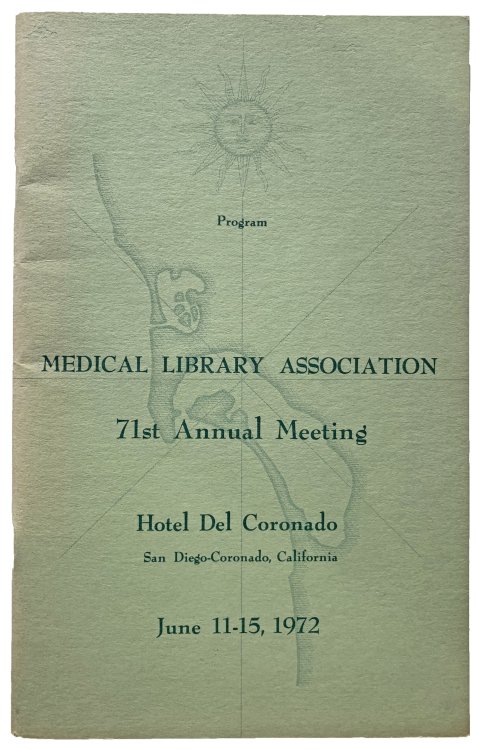 Program
MEDICAL LIBRARY ASSOCIATION
71st Annual Meeting
Hotel Del Coronado
San Diego-Coronado, California
June 11-15, 1972